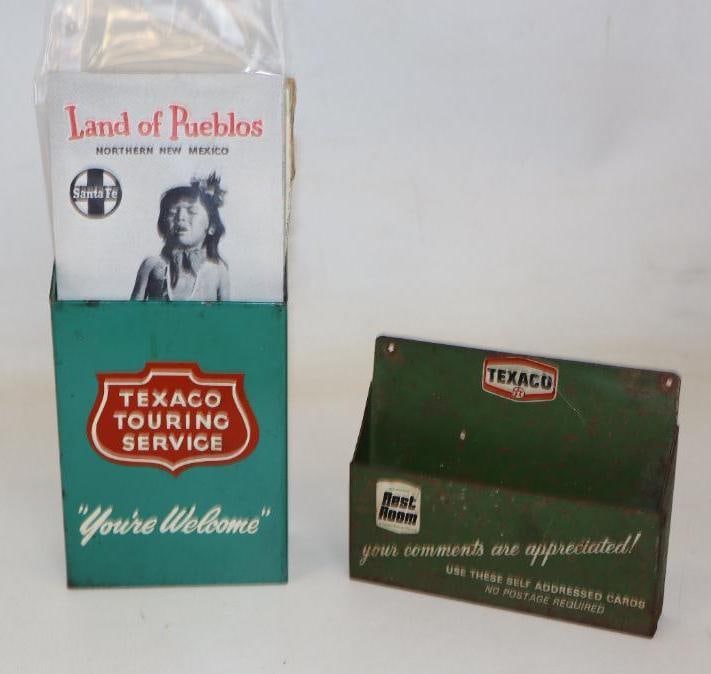 Land of Pueblos
NORTHERN NEW MEXICO
Santa Fe
TEXACO
TOURING
SERVICE
"You're Welcome"
TEXACO
Rest
Room
your comments are appreciated!
USE THESE SELF ADDRESSED CARDS
NO POSTAGE REQUIRED